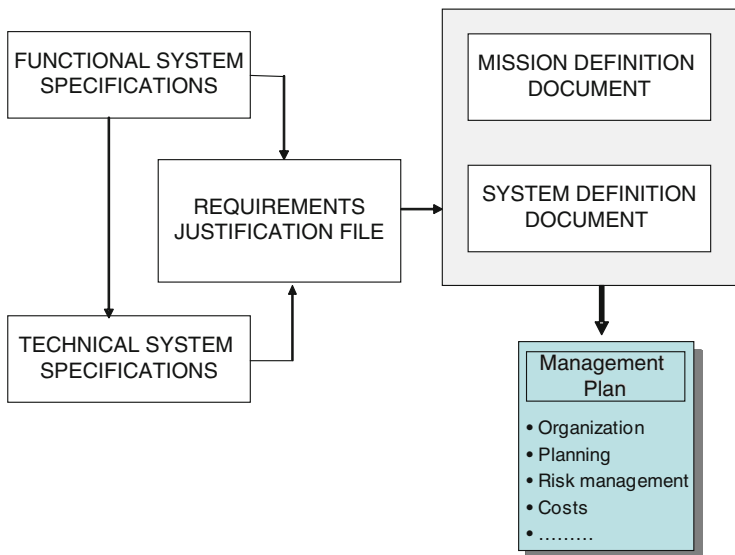 FUNCTIONAL SYSTEM
SPECIFICATIONS
MISSION DEFINITION
DOCUMENT
REQUIREMENTS
JUSTIFICATION FILE
SYSTEM DEFINITION
DOCUMENT
TECHNICAL SYSTEM
SPECIFICATIONS
Management
Plan
• Organization
• Planning
• Risk management
• Costs
• .........